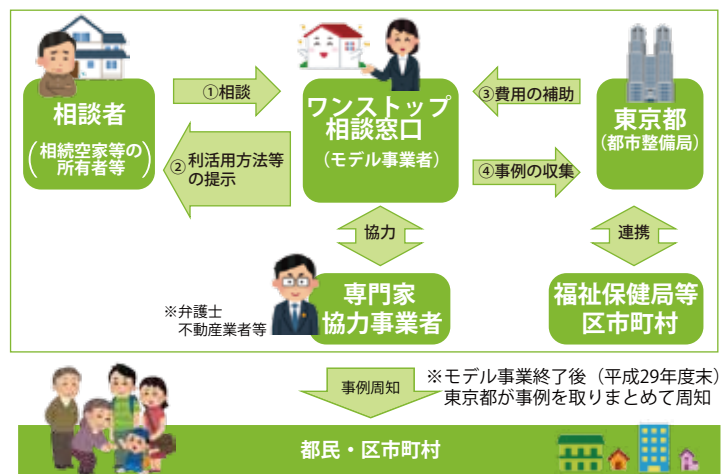 相談者
(相続空家等の
所有者等)
①相談
②利活用方法等
の提示
ワンストップ
相談窓口
(モデル事業者)
③費用の補助
④事例の収集
東京都
(都市整備局)
協力
連携
※弁護士
不動産業者等
専門家
協力事業者
福祉保健局等
区市町村
事例周知
※モデル事業終了後(平成29年度末)
東京都が事例を取りまとめて周知
都民・区市町村